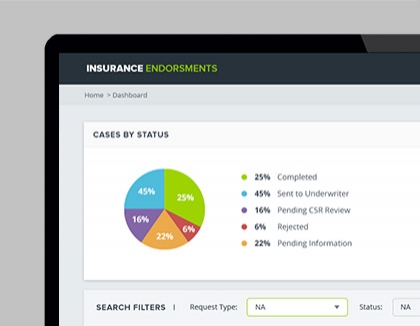 INSURANCE ENDORSMENTS
Home > Dashboard
CASES BY STATUS
45%
25%
16%
6%
22%
25% Completed
45% Sent to Underwriter
16% Pending CSR Review
6% Rejected
22% Pending Information
SEARCH FILTERS | Request Type: NA Status: NA